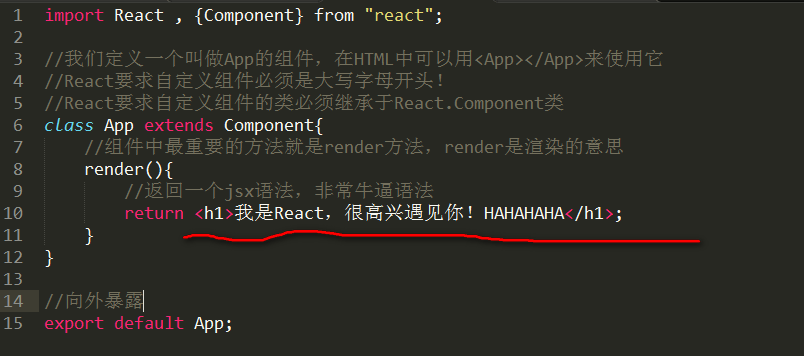 1 import React , {Component} from "react";
2
3 //我们定义一个叫做App的组件，在HTML中可以用<App></App>来使用它
4 //React要求自定义组件必须是大写字母开头！
5 //React要求自定义组件的类必须继承于React.Component类
6 class App extends Component{
7 //组件中最重要的方法就是render方法，render是渲染的意思
8 render(){
9 //返回一个jsx语法，非常牛逼语法
10 return <h1>我是React，很高兴遇见你！HAHAHAHA</h1>;
11 }
12 }
13
14 //向外暴露
15 export default App;